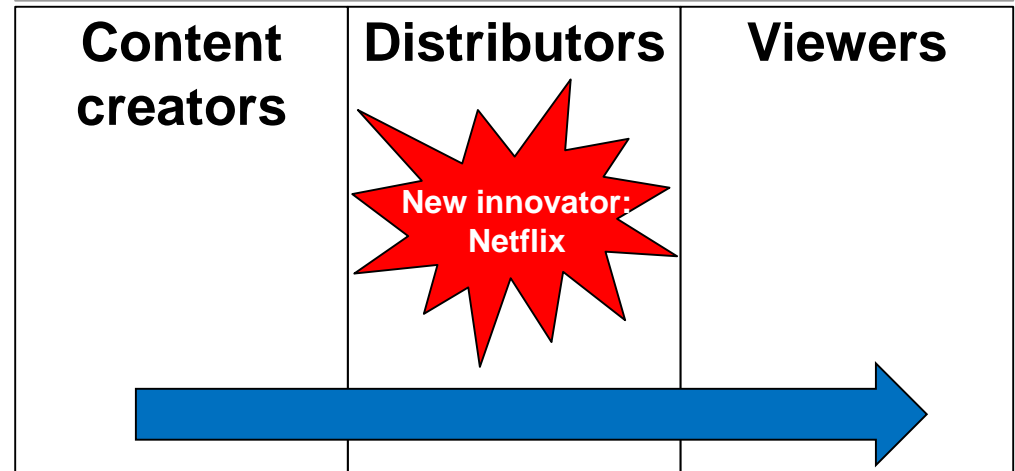 Content
creators
Distributors
Viewers
New innovator:
Netflix